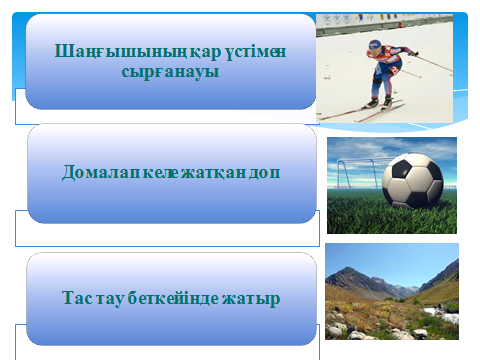 Шаңғышының қар үстімен
сырғанауы
Домалап келе жатқан доп
Тас тау беткейінде жатыр